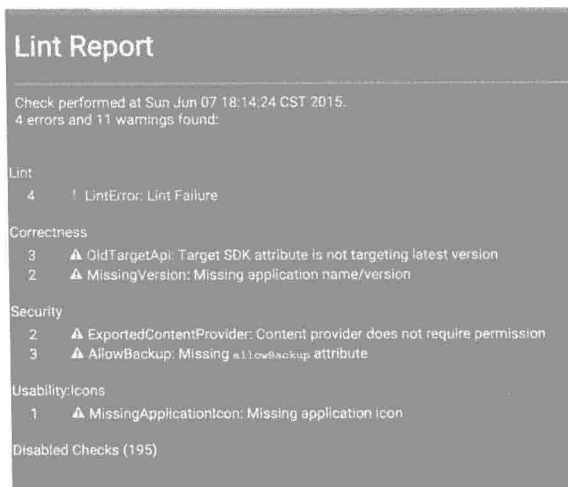 Lint Report
Check performed at Sun Jun 07 18:14:24 CST 2015.
4 errors and 11 warnings found:
Lint
4 ! LintError: Lint Failure
Correctness
3 OldTargetApi: Target SDK attribute is not targeting latest version
2 MissingVersion: Missing application name/version
Security
2 ExportedContentProvider: Content provider does not require permission
3 AllowBackup: Missing allowBackup attribute
Usability:Icons
1 MissingApplicationIcon: Missing application icon
Disabled Checks (195)